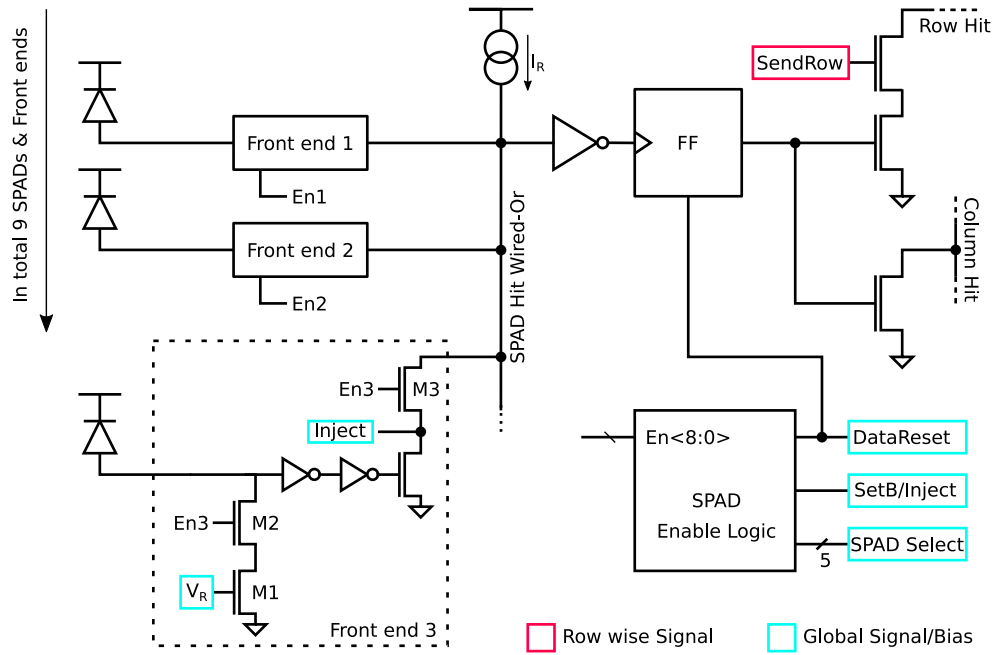 In total 9 SPADs & Front ends
I_R
Row Hit
SendRow
Front end 1
FF
En1
Front end 2
En2
SPAD Hit Wired-Or
Column Hit
En3
M3
Inject
En3
M2
V_R
M1
Front end 3
En<8:0>
SPAD
Enable Logic
DataReset
SetB/Inject
SPAD Select
5
Row wise Signal
Global Signal/Bias